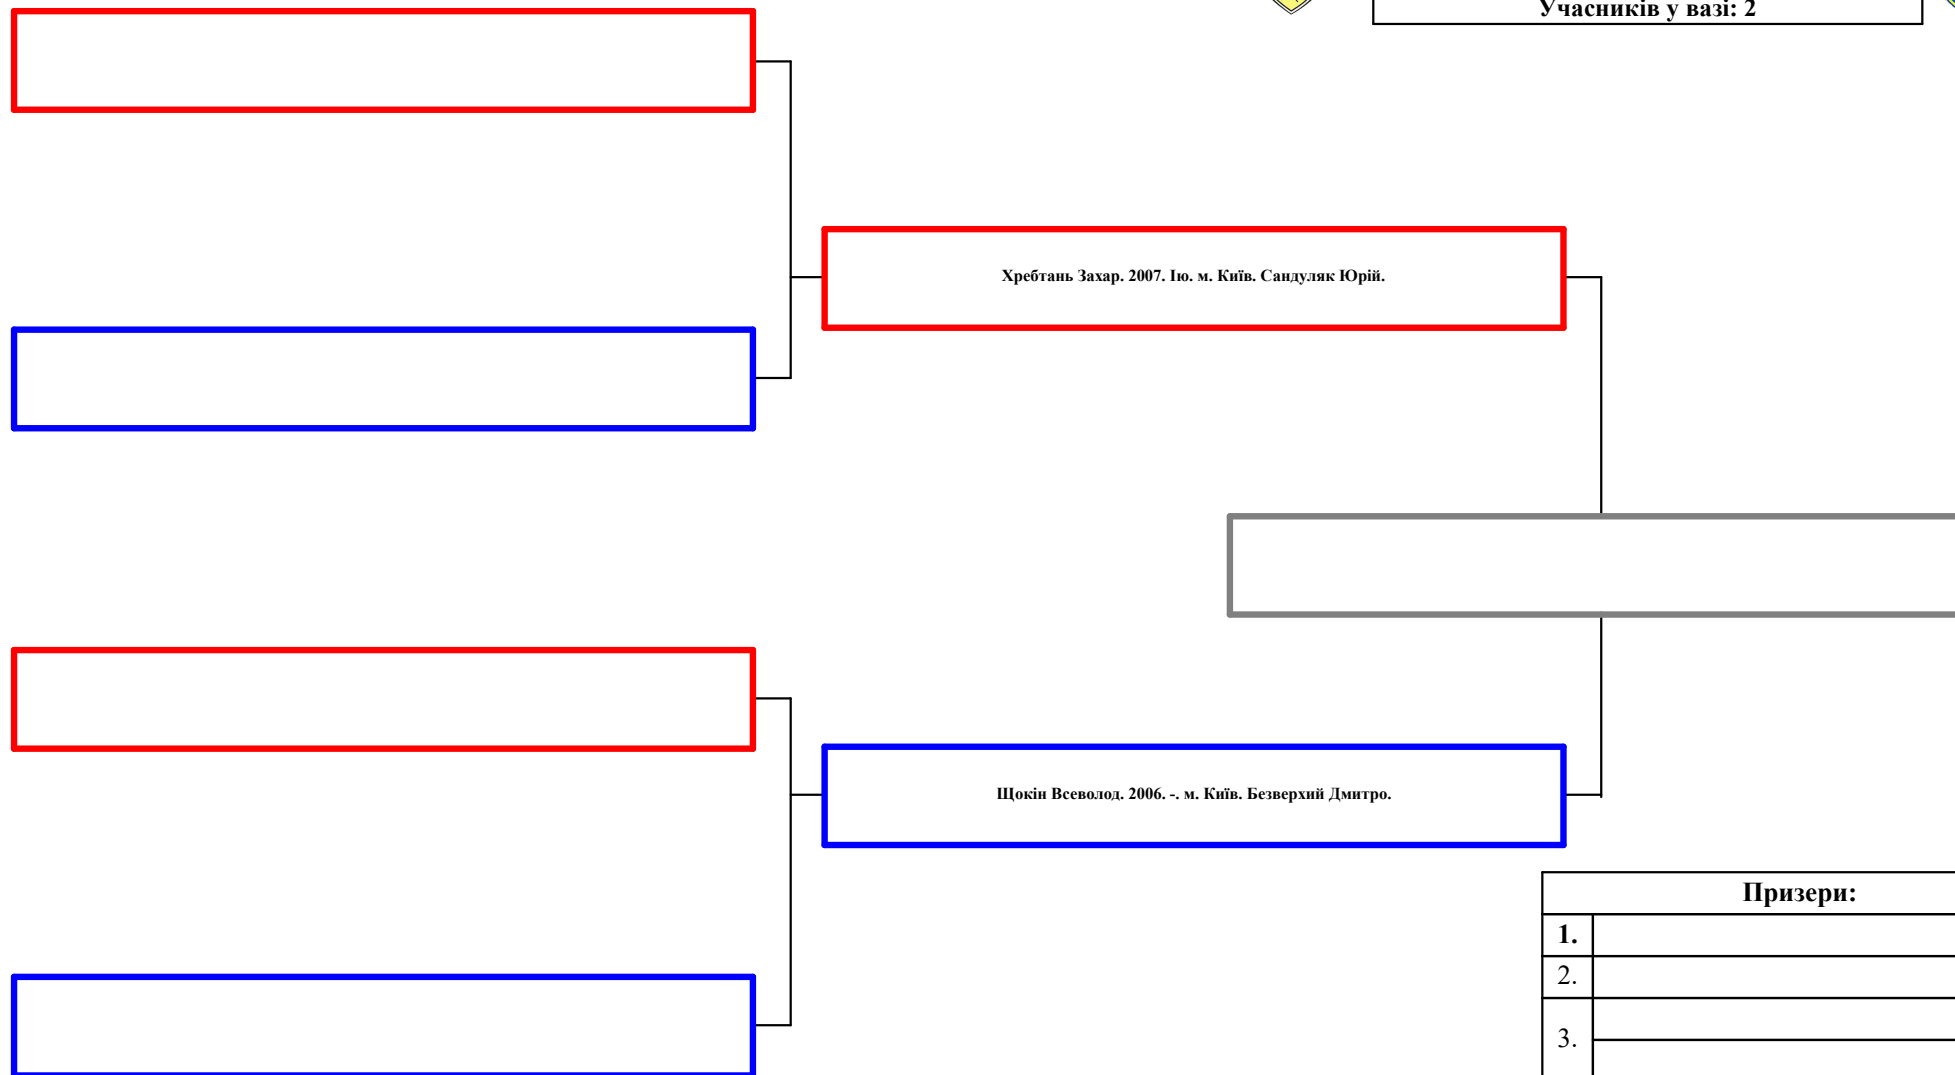 Учасників у вазі: 2
Хребтань Захар. 2007. Iю. м. Київ. Сандуляк Юрій.
Щокін Всеволод. 2006. -. м. Київ. Безверхий Дмитро.
Призери:
1.
2.
3.